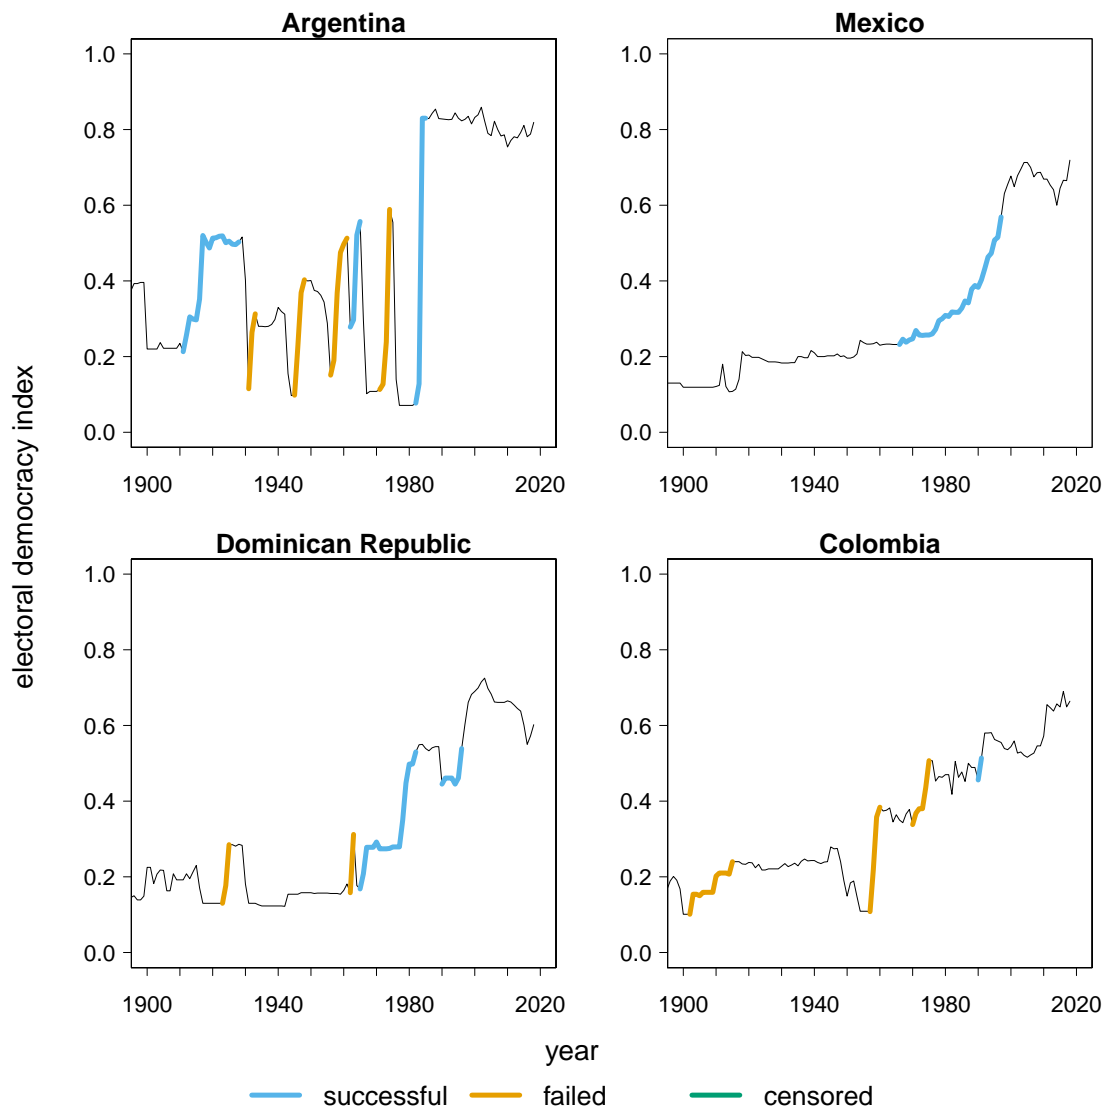 Argentina
Mexico
1.0
0.8
0.6
0.4
0.2
0.0
1900 1940 1980 2020
1.0
0.8
0.6
0.4
0.2
0.0
1900 1940 1980 2020
Dominican Republic
Colombia
1.0
0.8
0.6
0.4
0.2
0.0
1900 1940 1980 2020
1.0
0.8
0.6
0.4
0.2
0.0
1900 1940 1980 2020
electoral democracy index
year
successful failed censored